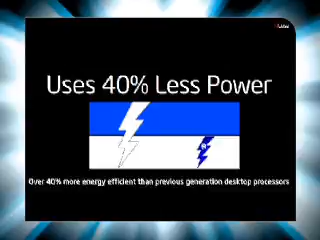 Uses 40% Less Power
Over 40% more energy efficient than previous generation desktop processors